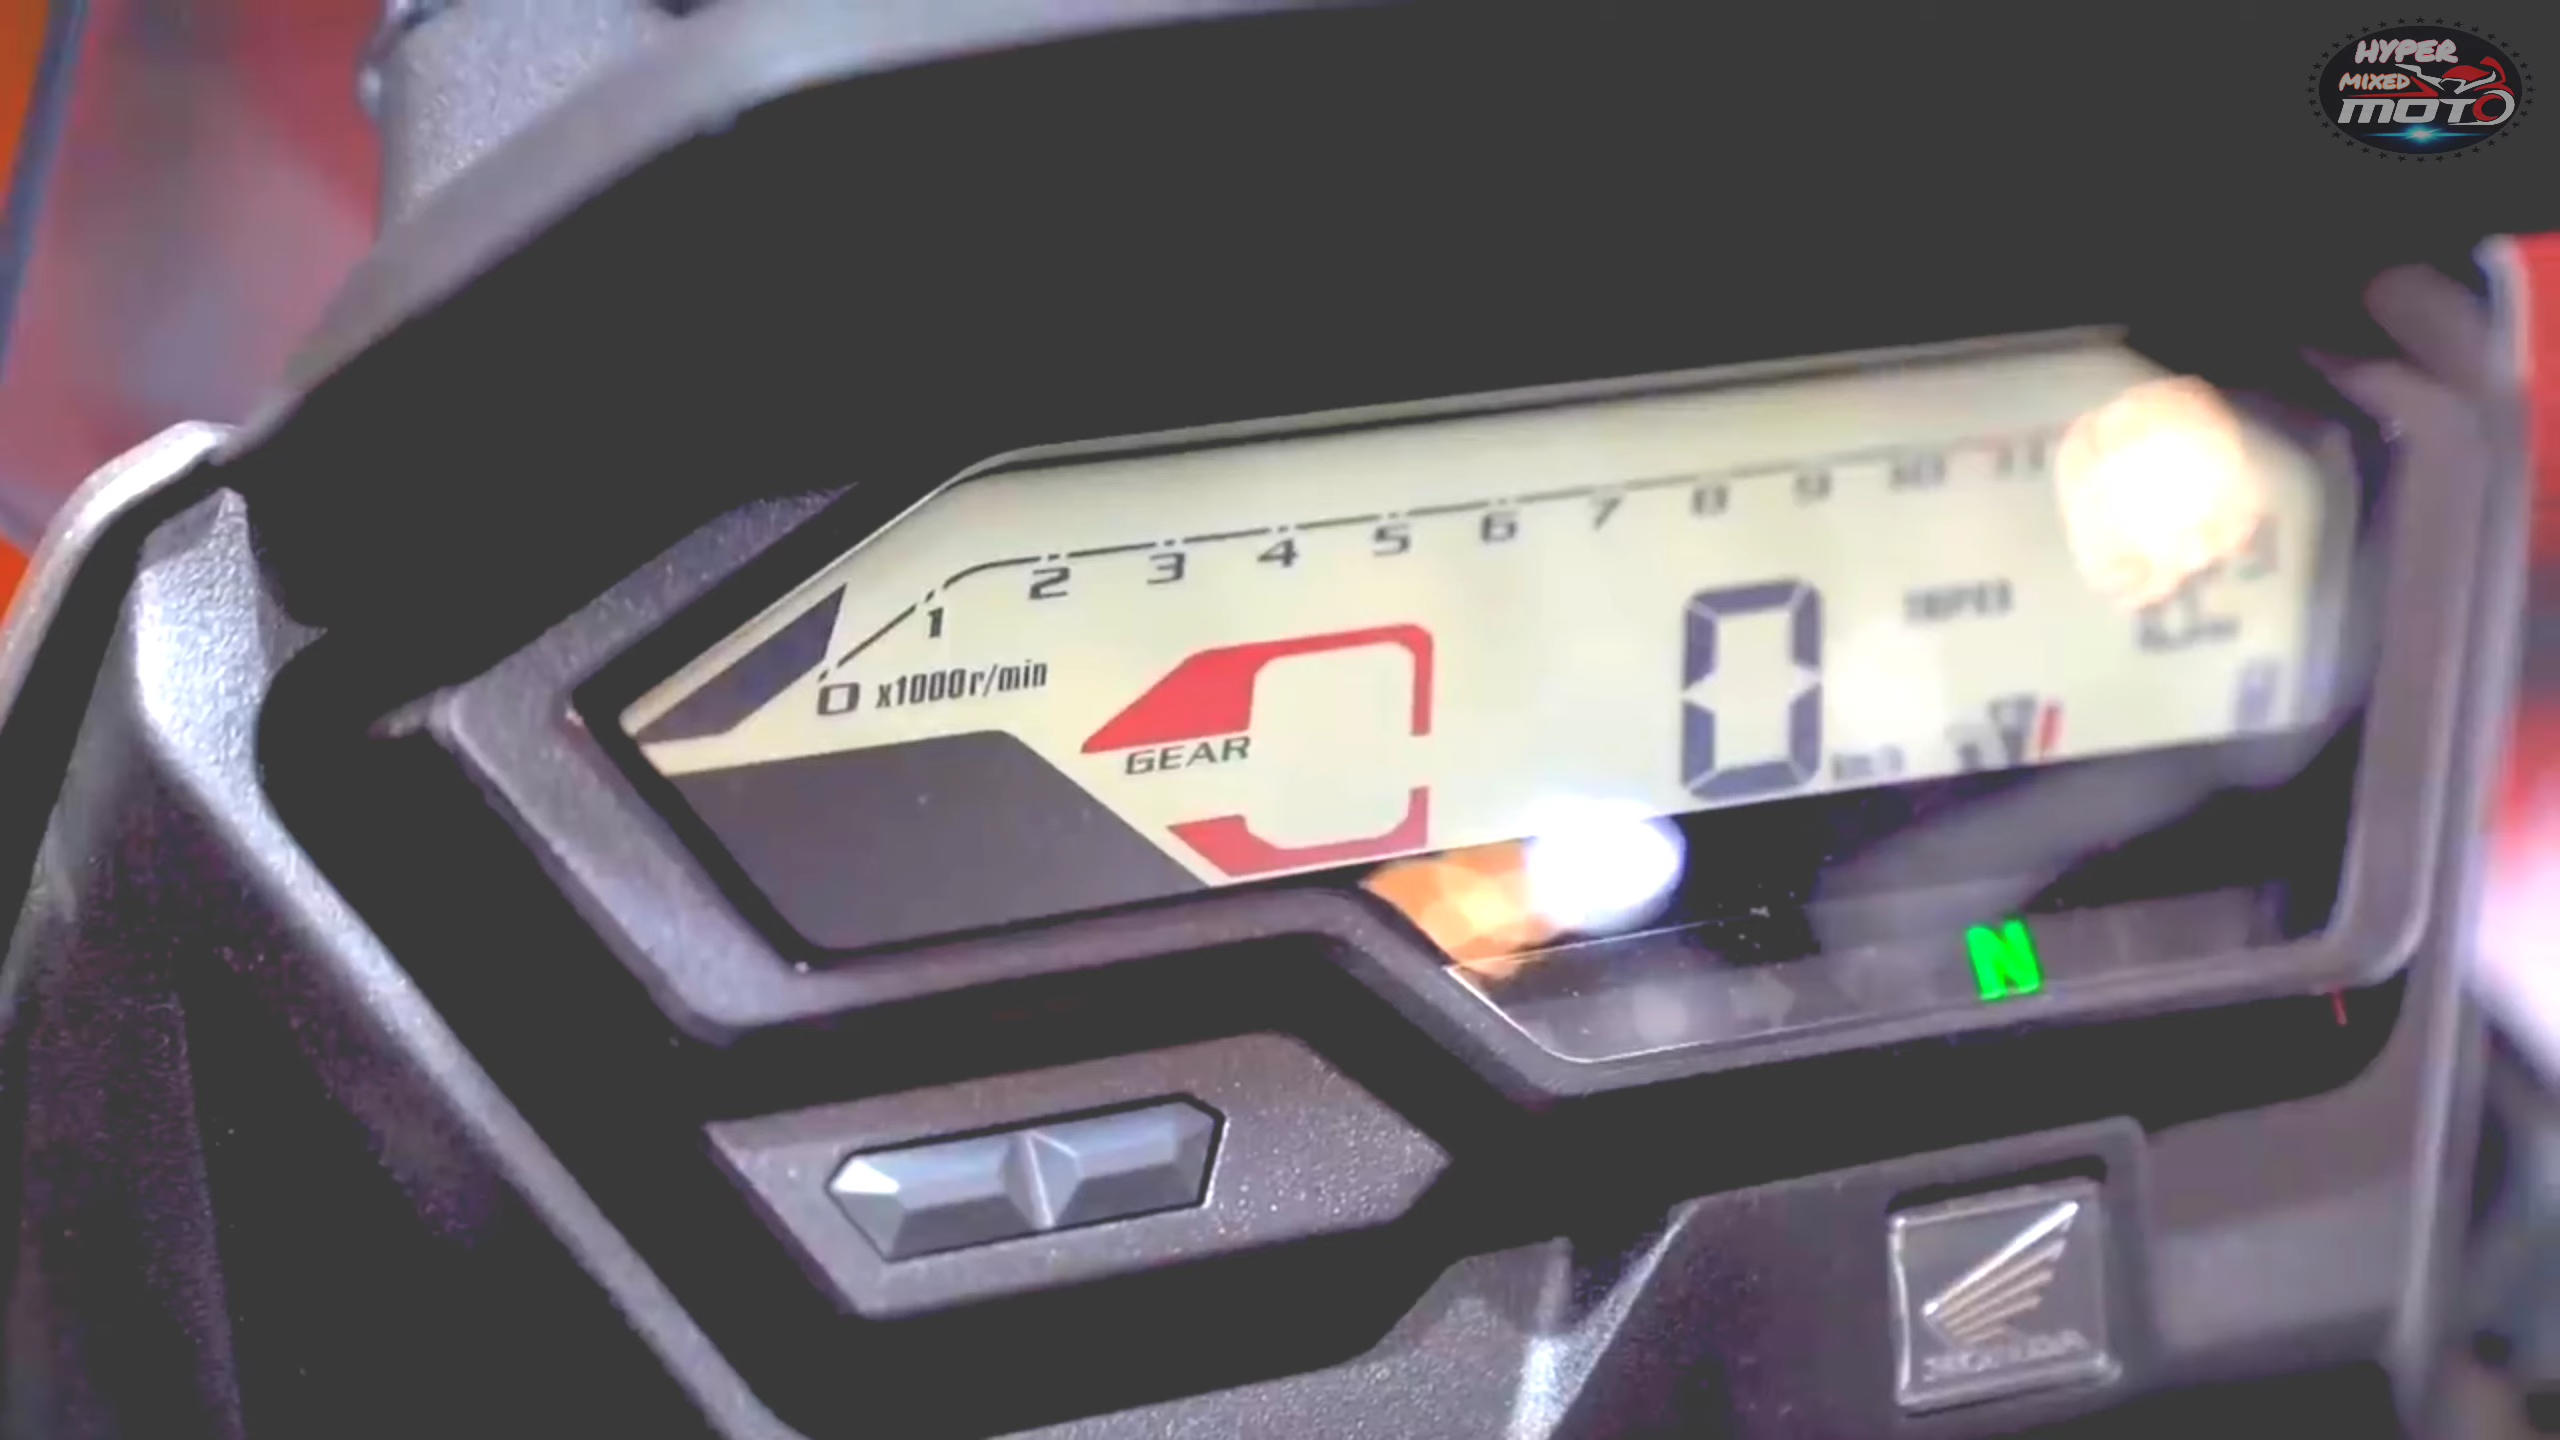 HYPER
MIXED
MOTO
0 1 2 3 4 5 6 7 8 9 10 11
x1000r/min
GEAR
0
N
HONDA